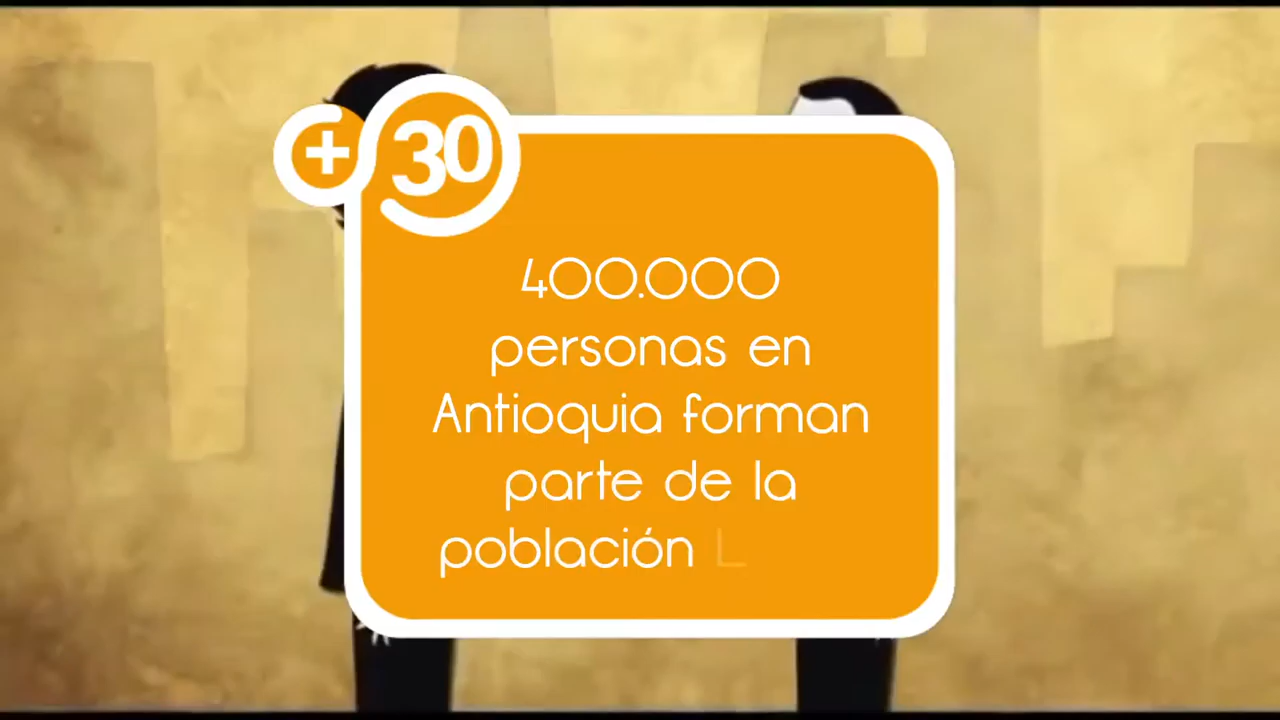 + 30
400.000
personas en
Antioquia forman
parte de la
población L